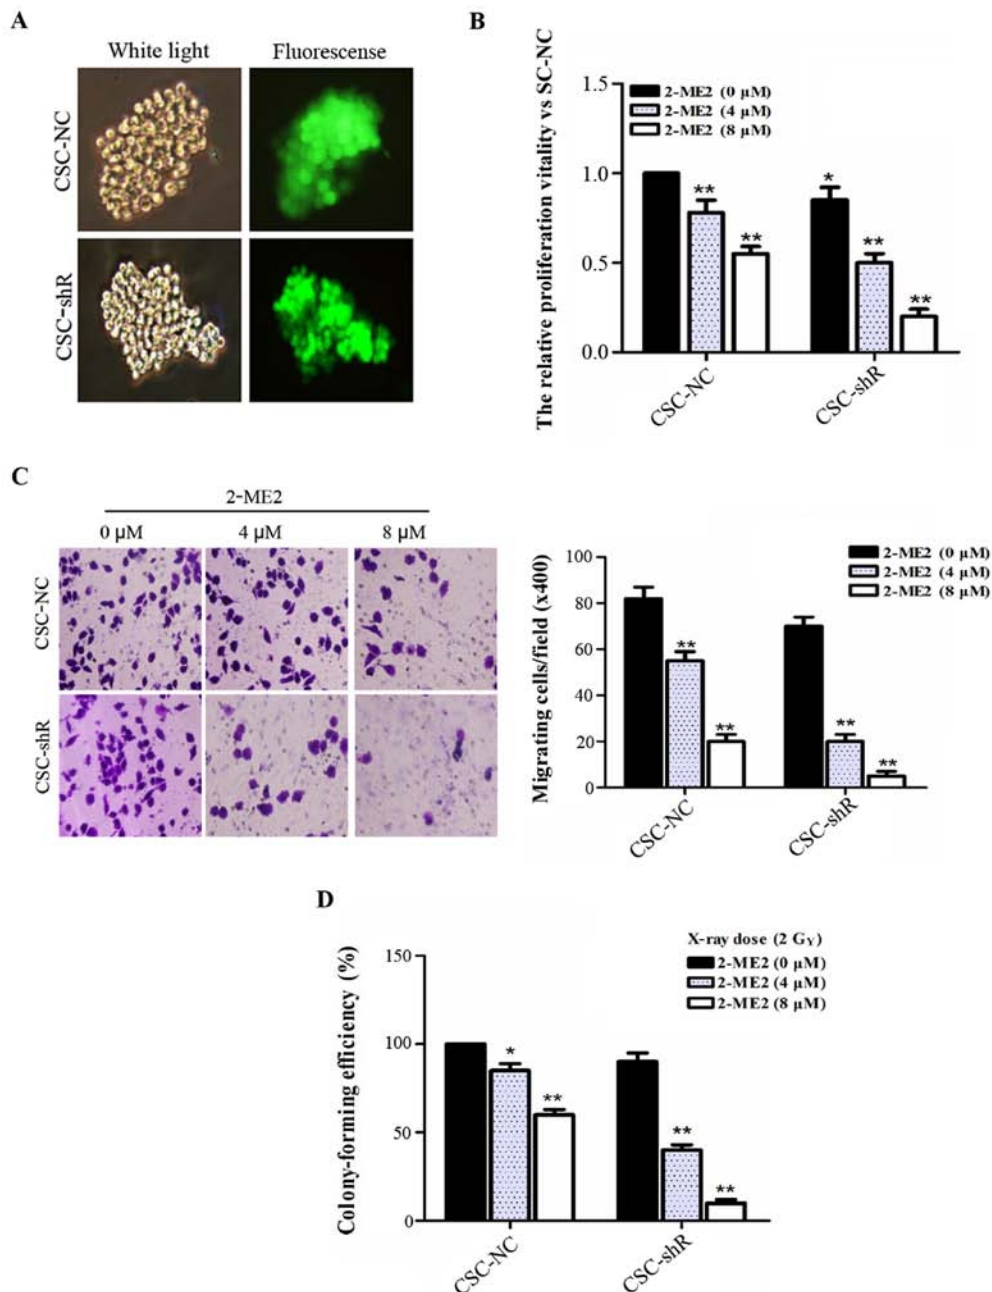 A
White light
Fluorescense
CSC-NC
CSC-shR
B
The relative proliferation vitality vs SC-NC
1.5
1.0
0.5
0.0
2-ME2 (0 µM)
2-ME2 (4 µM)
2-ME2 (8 µM)
**
**
*
**
**
CSC-NC
CSC-shR
C
2-ME2
0 µM
4 µM
8 µM
CSC-NC
CSC-shR
Migrating cells/field (x400)
100
80
60
40
20
0
2-ME2 (0 µM)
2-ME2 (4 µM)
2-ME2 (8 µM)
**
**
**
**
CSC-NC
CSC-shR
D
Colony-forming efficiency (%)
150
100
50
0
X-ray dose (2 GY)
2-ME2 (0 µM)
2-ME2 (4 µM)
2-ME2 (8 µM)
*
**
**
**
CSC-NC
CSC-shR